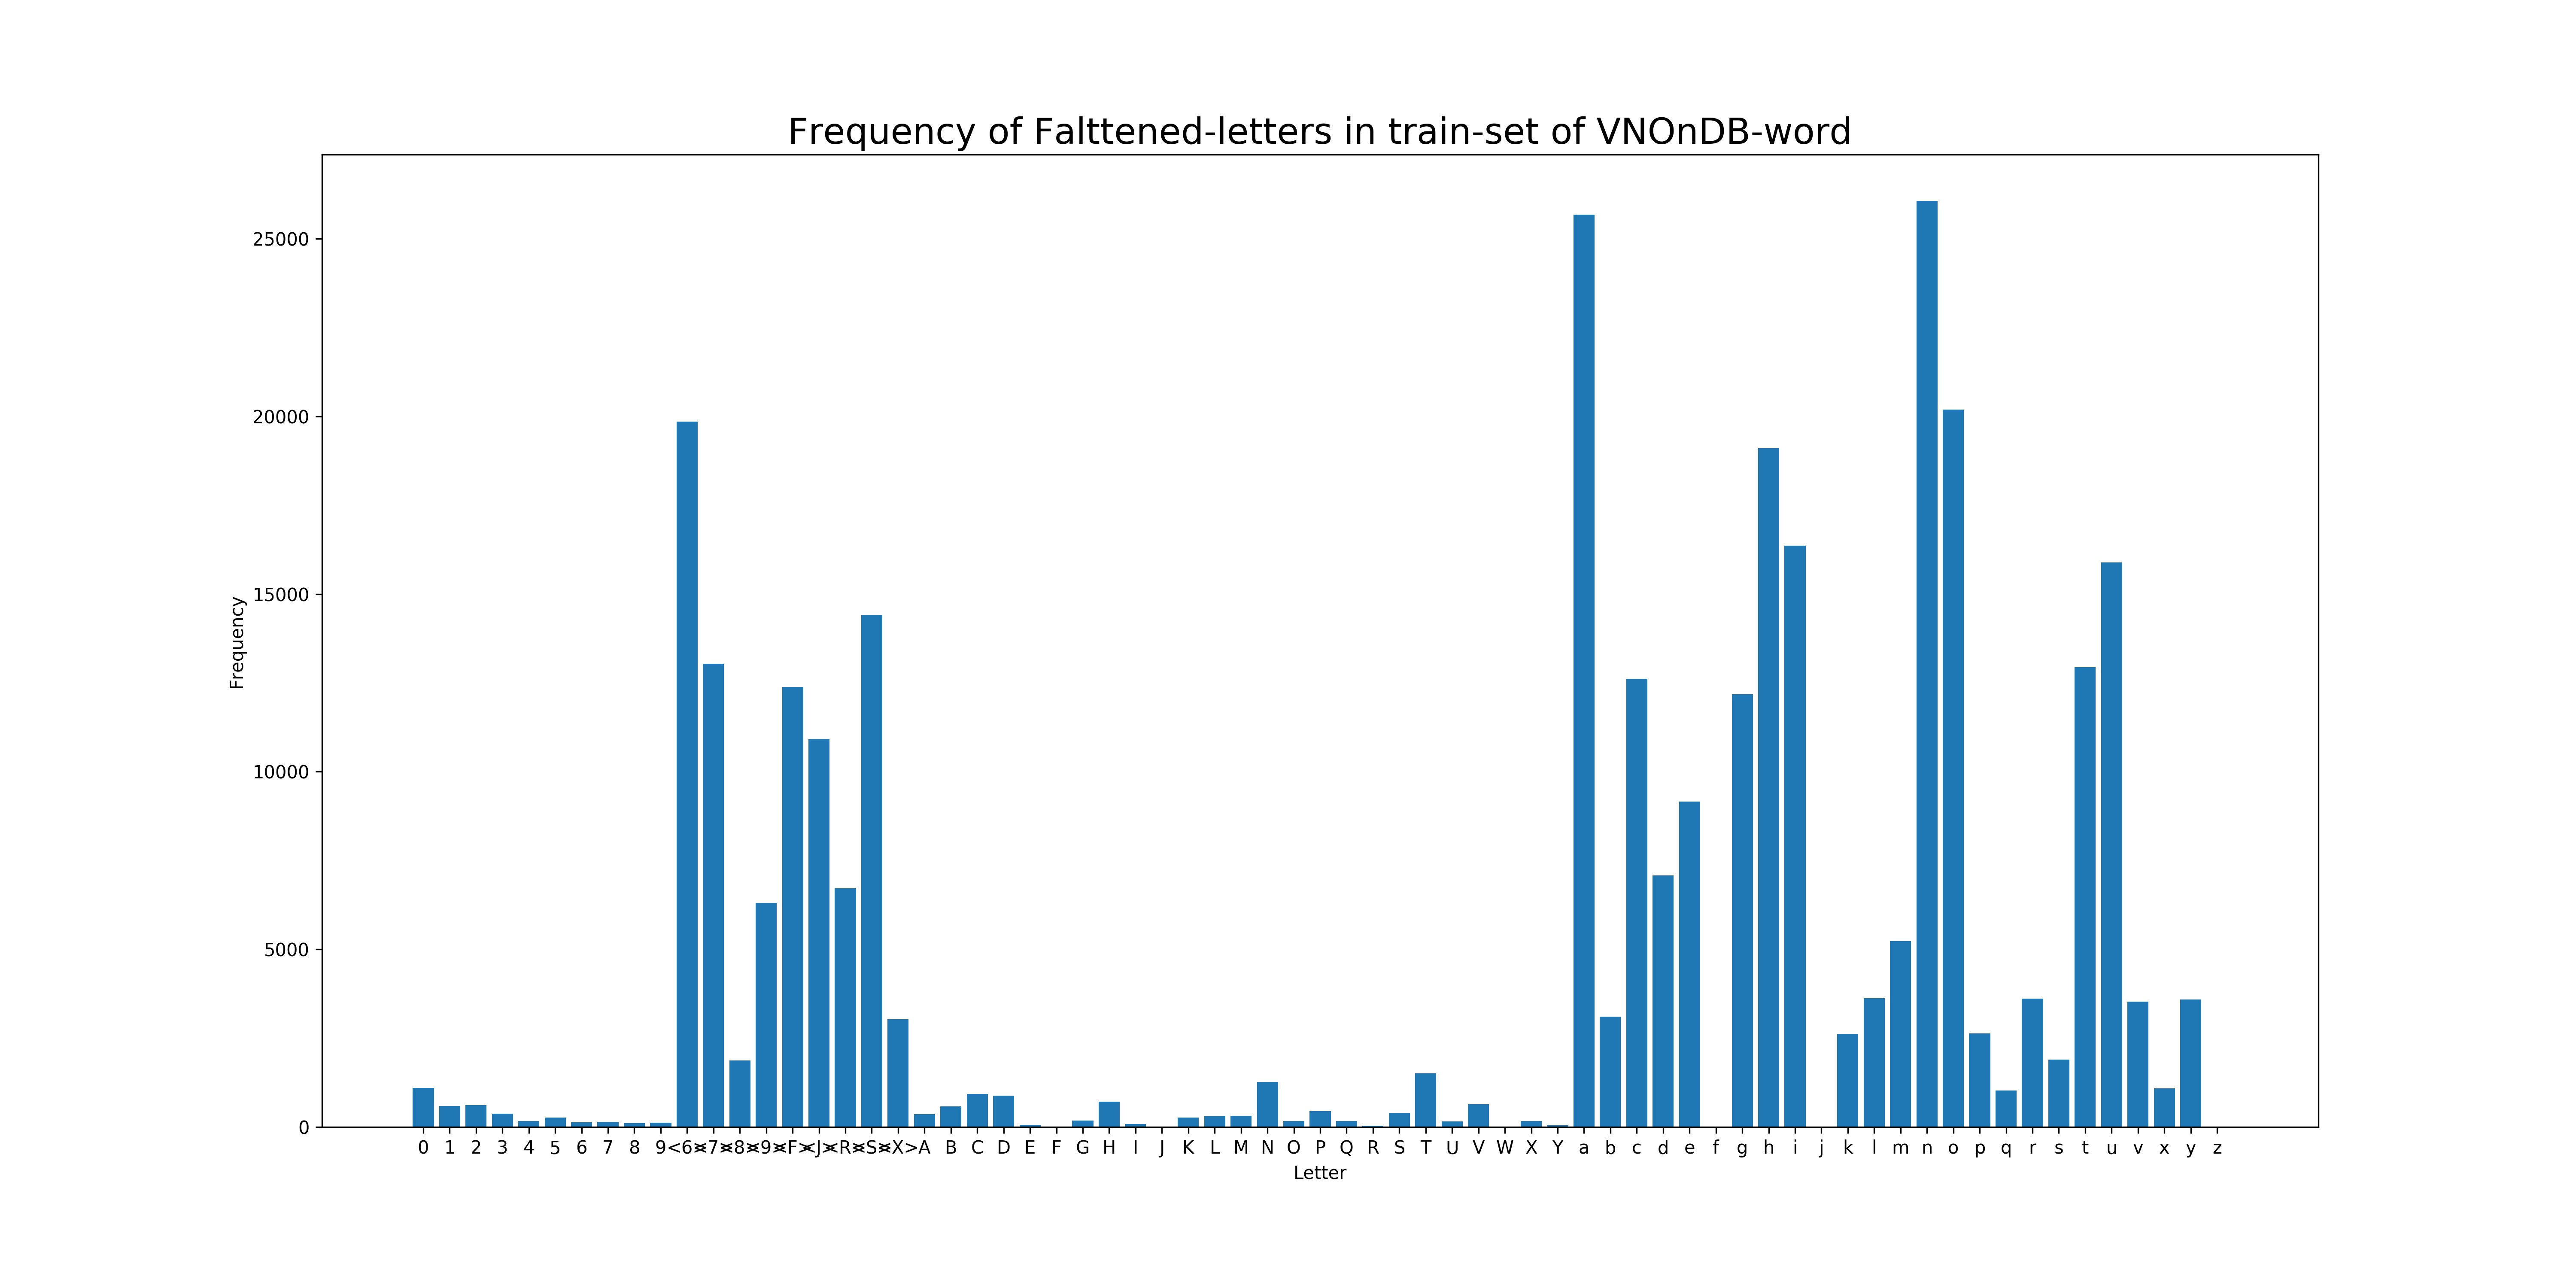 Frequency of Falttened-letters in train-set of VNOnDB-word
25000
20000
15000
10000
5000
0
Frequency
0 1 2 3 4 5 6 7 8 9 <6> <7> <8> <9> <F> <J> <R> <S> <X> A B C D E F G H I J K L M N O P Q R S T U V W X Y a b c d e f g h i j k l m n o p q r s t u v x y z
Letter